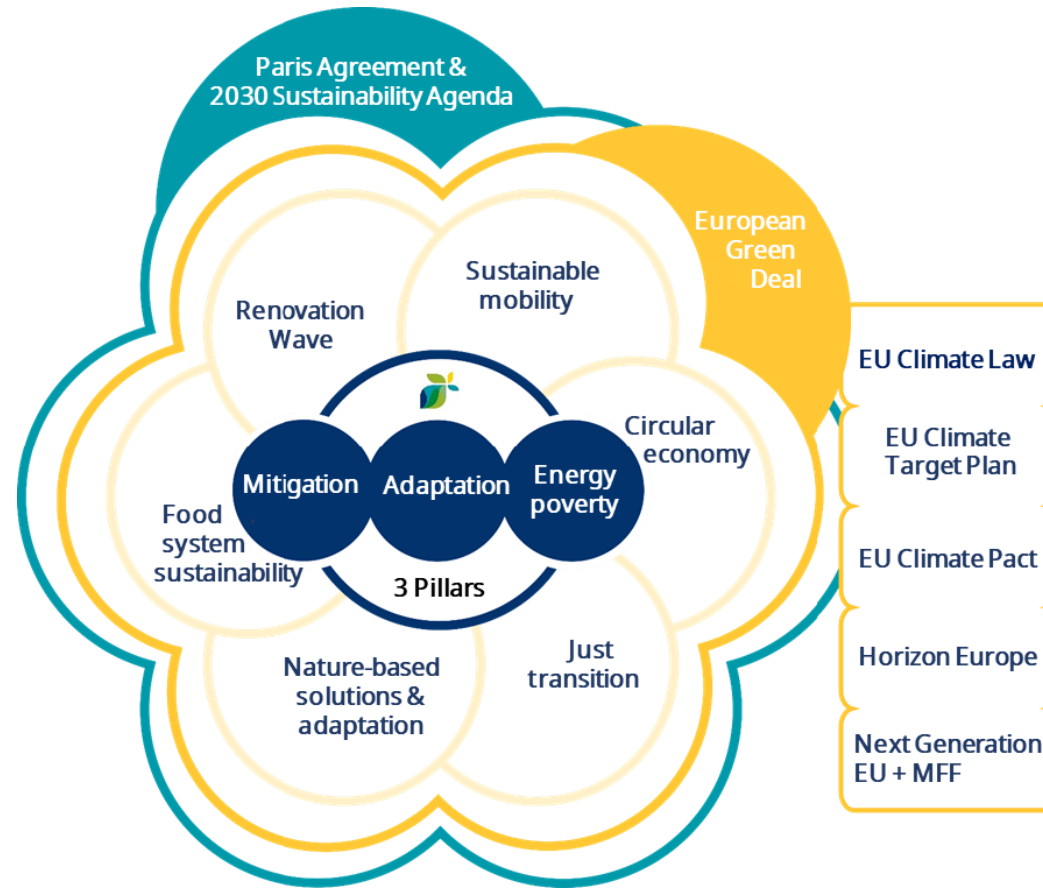 Paris Agreement &
2030 Sustainability Agenda
European
Green
Deal
Sustainable
mobility
Renovation
Wave
Circular
economy
Mitigation
Adaptation
Energy
poverty
Food
system
sustainability
3 Pillars
Nature-based
solutions &
adaptation
Just
transition
EU Climate Law
EU Climate
Target Plan
EU Climate Pact
Horizon Europe
Next Generation
EU + MFF